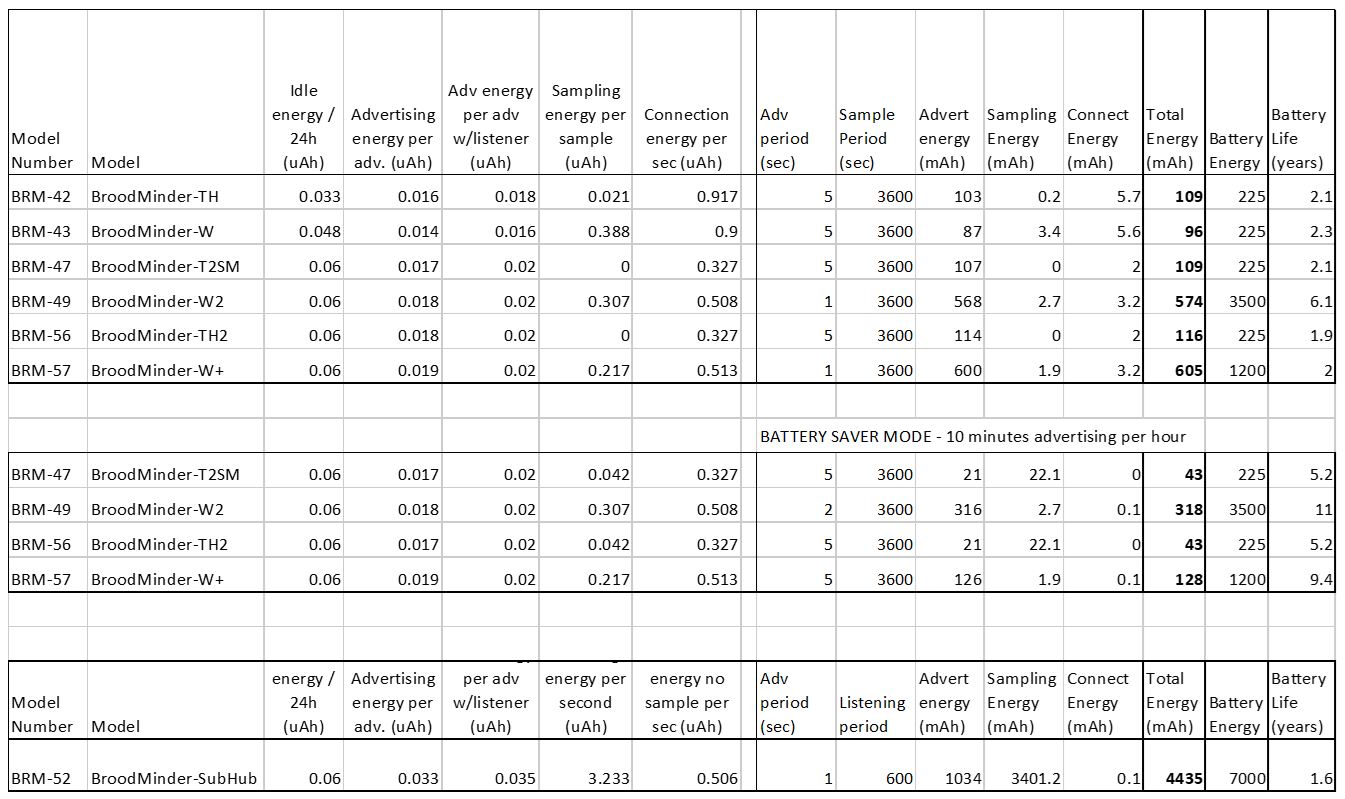 Idle
energy / Adv energy Sampling
24h Advertising per adv energy per Connection Adv Sample Advert Sampling Connect Total Battery
Model energy per w/listener sample energy per period Period energy Energy Energy Energy Battery Life
Number Model (uAh) adv. (uAh) (uAh) (uAh) sec (uAh) (sec) (sec) (mAh) (mAh) (mAh) (mAh) Energy (years)
BRM-42 BroodMinder-TH 0.033 0.016 0.018 0.021 0.917 5 3600 103 0.2 5.7 109 225 2.1
BRM-43 BroodMinder-W 0.048 0.014 0.016 0.388 0.9 5 3600 87 3.4 5.6 96 225 2.3
BRM-47 BroodMinder-T2SM 0.06 0.017 0.02 0 0.327 5 3600 107 0 2 109 225 2.1
BRM-49 BroodMinder-W2 0.06 0.018 0.02 0.307 0.508 1 3600 568 2.7 3.2 574 3500 6.1
BRM-56 BroodMinder-TH2 0.06 0.018 0.02 0 0.327 5 3600 114 0 2 116 225 1.9
BRM-57 BroodMinder-W+ 0.06 0.019 0.02 0.217 0.513 1 3600 600 1.9 3.2 605 1200 2
BATTERY SAVER MODE - 10 minutes advertising per hour
BRM-47 BroodMinder-T2SM 0.06 0.017 0.02 0.042 0.327 5 3600 21 22.1 0 43 225 5.2
BRM-49 BroodMinder-W2 0.06 0.018 0.02 0.307 0.508 2 3600 316 2.7 0.1 318 3500 11
BRM-56 BroodMinder-TH2 0.06 0.017 0.02 0.042 0.327 5 3600 21 22.1 0 43 225 5.2
BRM-57 BroodMinder-W+ 0.06 0.019 0.02 0.217 0.513 5 3600 126 1.9 0.1 128 1200 9.4
energy / Advertising per adv energy per energy no Adv Advert Sampling Connect Total Battery
Model 24h energy per w/listener second sample per period Listening energy Energy Energy Energy Battery Life
Number Model (uAh) adv. (uAh) (uAh) (uAh) sec (uAh) (sec) period (mAh) (mAh) (mAh) (mAh) Energy (years)
BRM-52 BroodMinder-SubHub 0.06 0.033 0.035 3.233 0.506 1 600 1034 3401.2 0.1 4435 7000 1.6